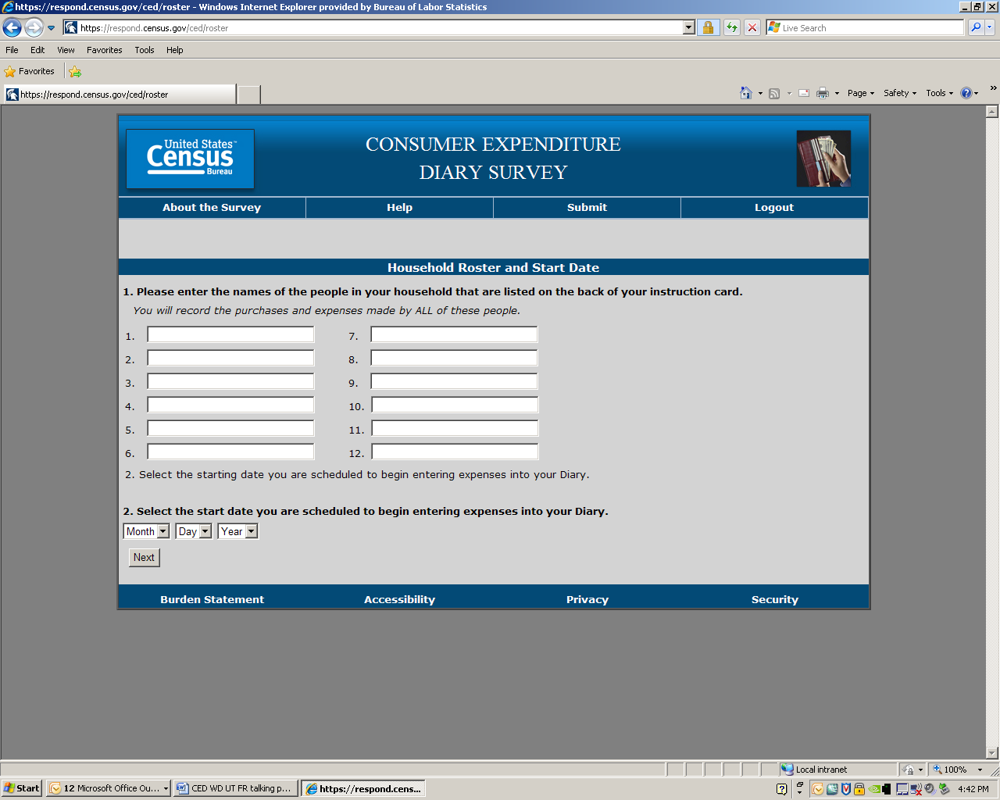 https://respond.census.gov/ced/roster - Windows Internet Explorer provided by Bureau of Labor Statistics
https://respond.census.gov/ced/roster
Live Search
File Edit View Favorites Tools Help
Favorites
https://respond.census.gov/ced/roster
Page Safety Tools »
United States™
Census
Bureau
CONSUMER EXPENDITURE
DIARY SURVEY
About the Survey Help Submit Logout
Household Roster and Start Date
1. Please enter the names of the people in your household that are listed on the back of your instruction card.
You will record the purchases and expenses made by ALL of these people.
1. 7.
2. 8.
3. 9.
4. 10.
5. 11.
6. 12.
2. Select the starting date you are scheduled to begin entering expenses into your Diary.
2. Select the start date you are scheduled to begin entering expenses into your Diary.
Month Day Year
Next
Burden Statement Accessibility Privacy Security
Local intranet 100%
Start 12 Microsoft Office Ou... CED WD UT FR talking p... https://respond.cens... 4:42 PM